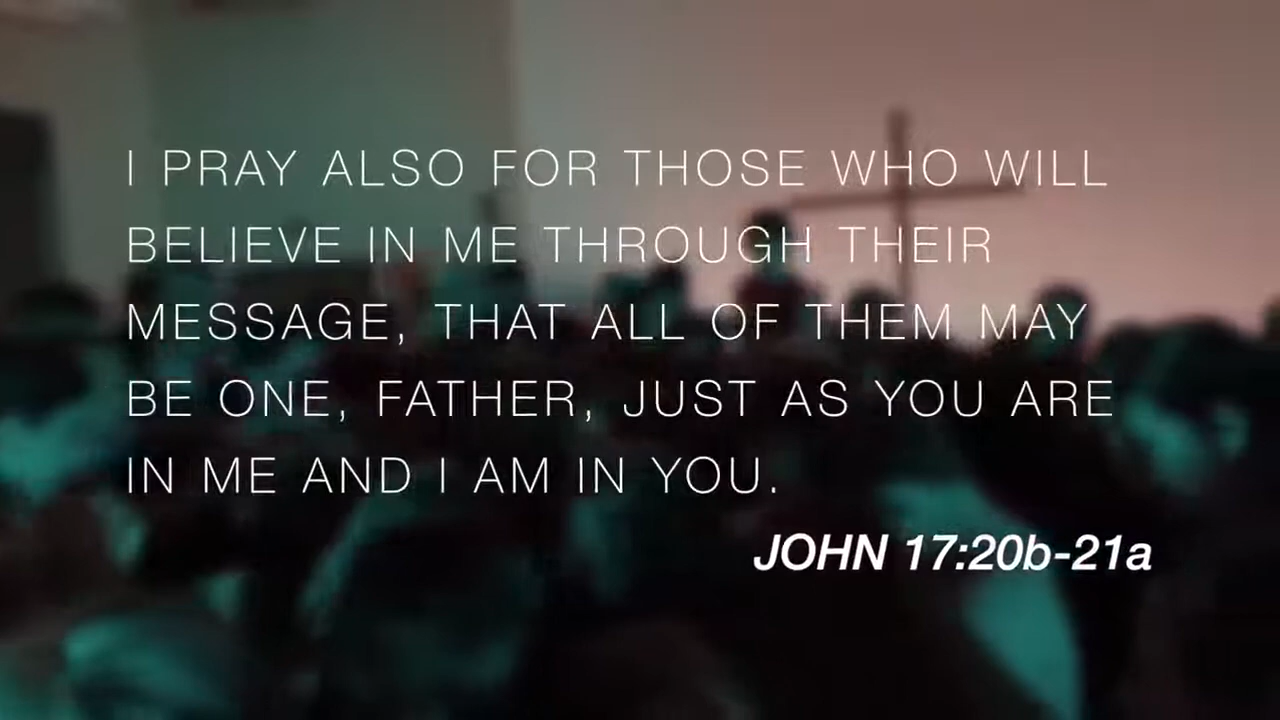 I PRAY ALSO FOR THOSE WHO WILL
BELIEVE IN ME THROUGH THEIR
MESSAGE, THAT ALL OF THEM MAY
BE ONE, FATHER, JUST AS YOU ARE
IN ME AND I AM IN YOU.
JOHN 17:20b-21a